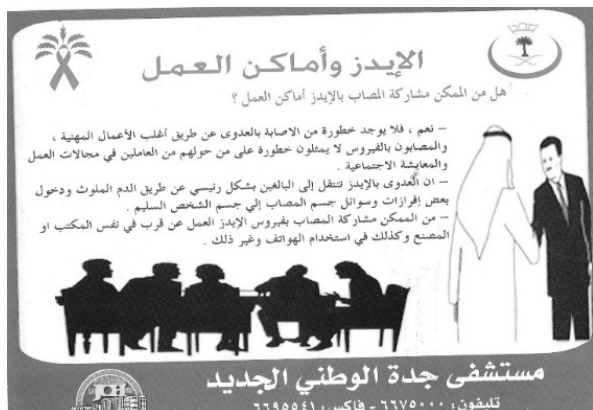 الإيدز وأماكن العمل
هل من الممكن مشاركة المصاب بالإيدز أماكن العمل ؟
– نعم ، فلا يوجد خطورة من الاصابة بالعدوى عن طريق أغلب الأعمال المهنية ،
والمصابون بالفيروس لا يمثلون خطورة على من حولهم من العاملين في مجالات العمل
والمعايشة الاجتماعية .
– ان العدوى بالإيدز تنتقل إلى البالغين بشكل رئيسي عن طريق الدم الملوث ودخول
بعض إفرازات وسوائل جسم المصاب إلي جسم الشخص السليم .
– من الممكن مشاركة المصاب بفيروس الإيدز العمل عن قرب في نفس المكتب او
المصنع وكذلك في استخدام الهواتف وغير ذلك .
مستشفى جدة الوطني الجديد
تليفون: ٦٦٧٥٠٠٠ - فاكس: ٦٦٩٥٥٤١